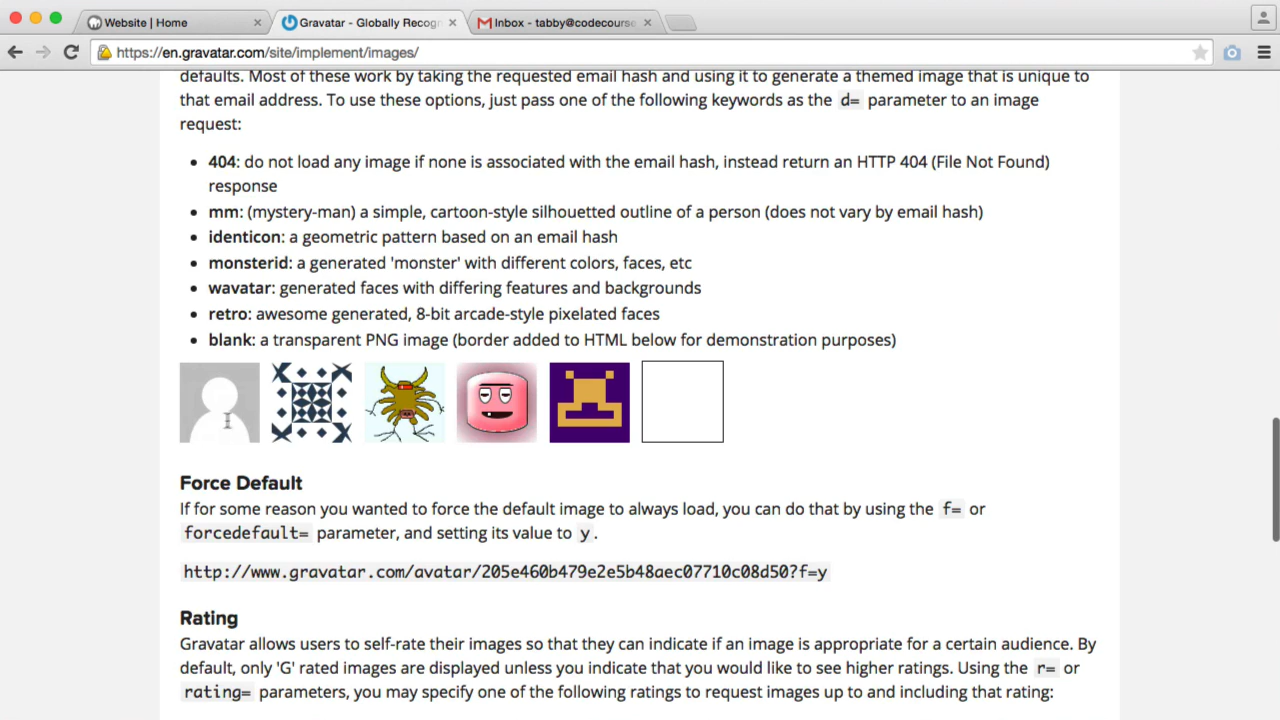 Website | Home
Gravatar - Globally Recogn
Inbox - tabby@codecourse
https://en.gravatar.com/site/implement/images/
defaults. Most of these work by taking the requested email hash and using it to generate a themed image that is unique to
that email address. To use these options, just pass one of the following keywords as the d= parameter to an image
request:
• 404: do not load any image if none is associated with the email hash, instead return an HTTP 404 (File Not Found)
response
• mm: (mystery-man) a simple, cartoon-style silhouetted outline of a person (does not vary by email hash)
• identicon: a geometric pattern based on an email hash
• monsterid: a generated 'monster' with different colors, faces, etc
• wavatar: generated faces with differing features and backgrounds
• retro: awesome generated, 8-bit arcade-style pixelated faces
• blank: a transparent PNG image (border added to HTML below for demonstration purposes)
Force Default
If for some reason you wanted to force the default image to always load, you can do that by using the f= or
forcedefault= parameter, and setting its value to y.
http://www.gravatar.com/avatar/205e460b479e2e5b48aec07710c08d50?f=y
Rating
Gravatar allows users to self-rate their images so that they can indicate if an image is appropriate for a certain audience. By
default, only 'G' rated images are displayed unless you indicate that you would like to see higher ratings. Using the r= or
rating= parameters, you may specify one of the following ratings to request images up to and including that rating: